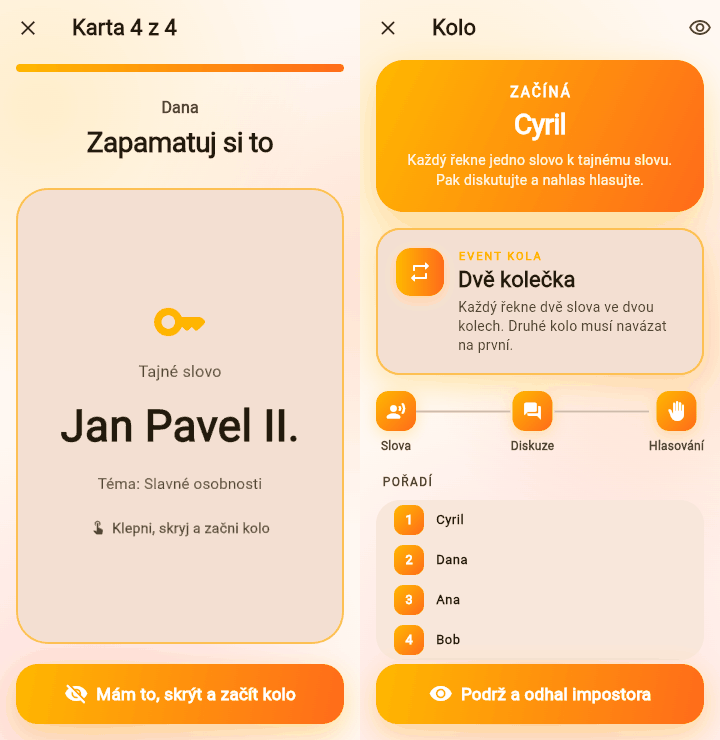 Karta 4 z 4
Dana
Zapamatuj si to
Tajné slovo
Jan Pavel II.
Téma: Slavné osobnosti
Klepni, skryj a začni kolo
Mám to, skrýt a začít kolo
Kolo
ZAČÍNÁ
Cyril
Každý řekne jedno slovo k tajnému slovu.
Pak diskutujte a nahlas hlasujte.
EVENT KOLA
Dvě kolečka
Každý řekne dvě slova ve dvou
kolech. Druhé kolo musí navázat
na první.
Slova
Diskuze
Hlasování
POŘADÍ
1 Cyril
2 Dana
3 Ana
4 Bob
Podrž a odhal impostora